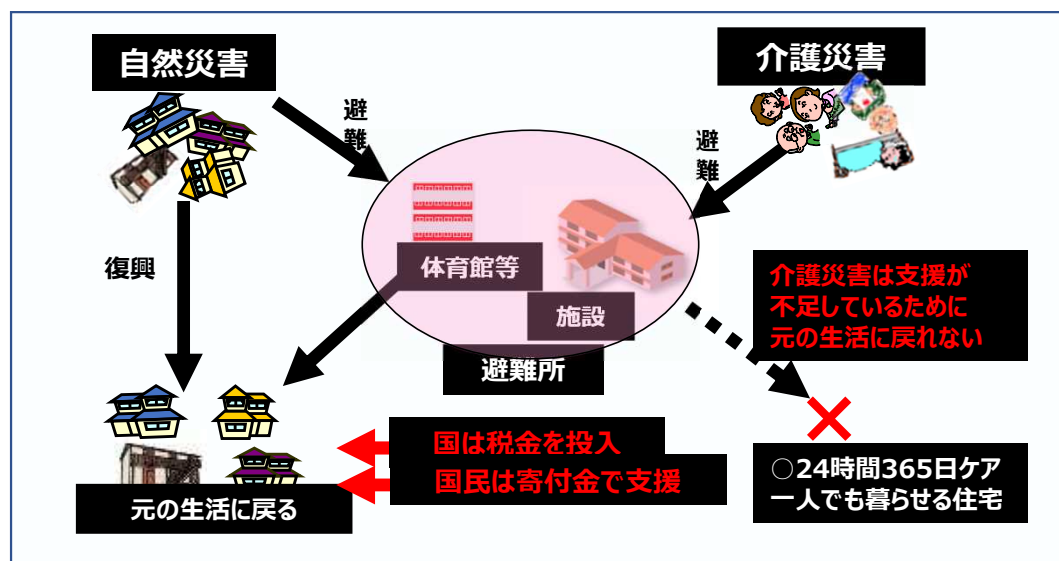 自然災害
介護災害
避難
避難
復興
体育館等
施設
避難所
介護災害は支援が
不足しているために
元の生活に戻れない
国は税金を投入
国民は寄付金で支援
元の生活に戻る
○24時間365日ケア
一人でも暮らせる住宅